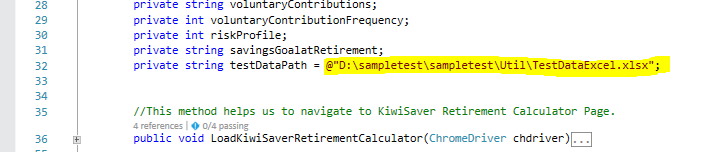 28 private string voluntaryContributions;
29 private int voluntaryContributionFrequency;
30 private int riskProfile;
31 private string savingsGoalatRetirement;
32 private string testDataPath = @"D:\sampletest\sampletest\Util\TestDataExcel.xlsx";
33
34
35 //This method helps us to navigate to KiwiSaver Retirement Calculator Page.
4 references | 0/4 passing
36 public void LoadKiwiSaverRetirementCalculator(ChromeDriver chdriver)...